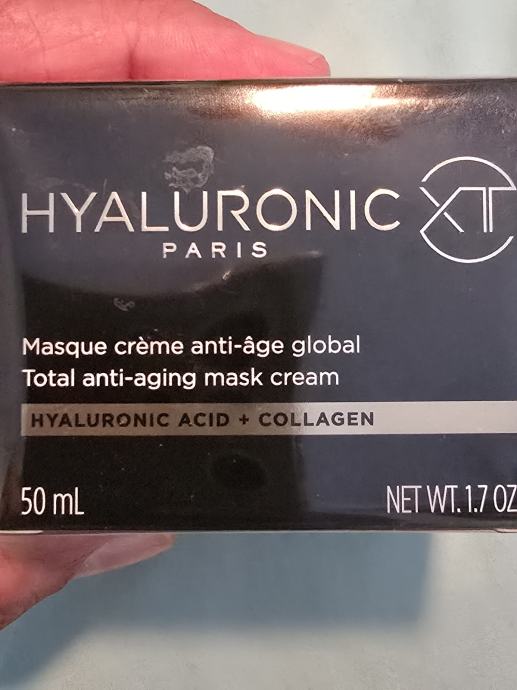 HYALURONIC XT
PARIS
Masque crème anti-âge global
Total anti-aging mask cream
HYALURONIC ACID + COLLAGEN
50 mL NET WT. 1.7 OZ